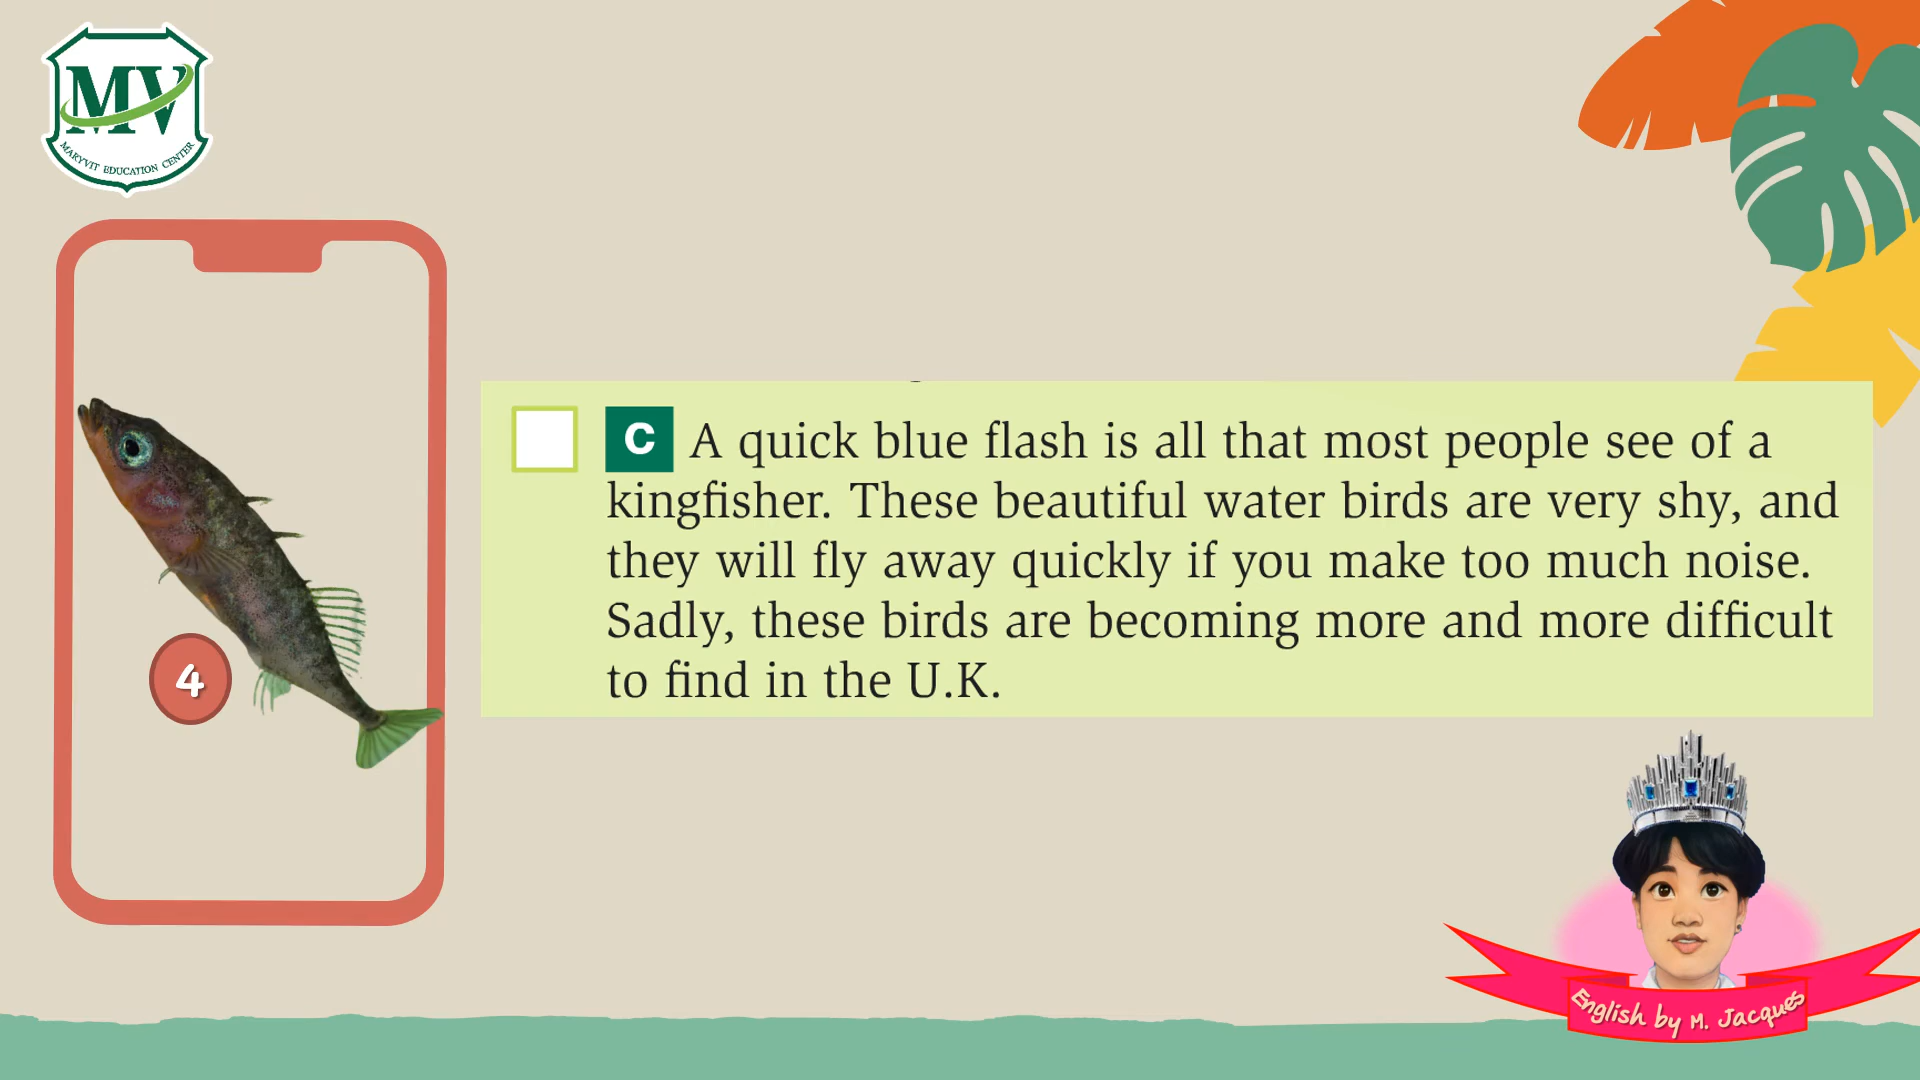 MV
MARYVIT EDUCATION CENTER
C A quick blue flash is all that most people see of a
kingfisher. These beautiful water birds are very shy, and
they will fly away quickly if you make too much noise.
Sadly, these birds are becoming more and more difficult
to find in the U.K.
4
English by M. Jacques